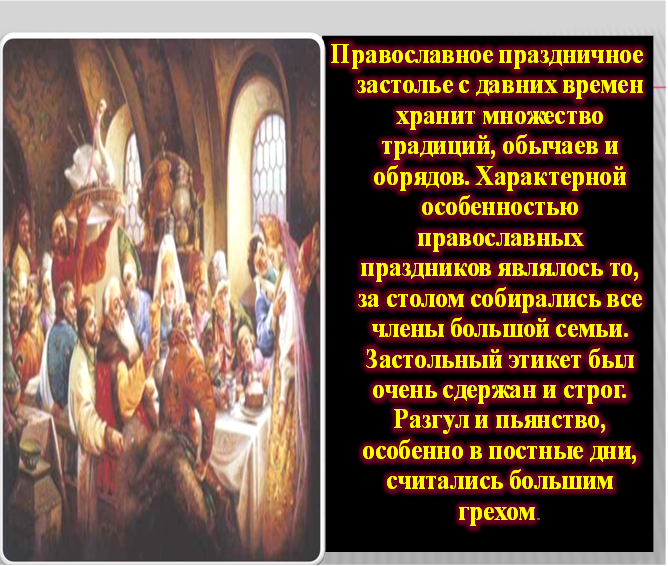 Православное праздничное
застолье с давних времен
хранит множество
традиций, обычаев и
обрядов. Характерной
особенностью
православных
праздников являлось то,
за столом собирались все
члены большой семьи.
Застольный этикет был
очень сдержан и строг.
Разгул и пьянство,
особенно в постные дни,
считались большим
грехом.